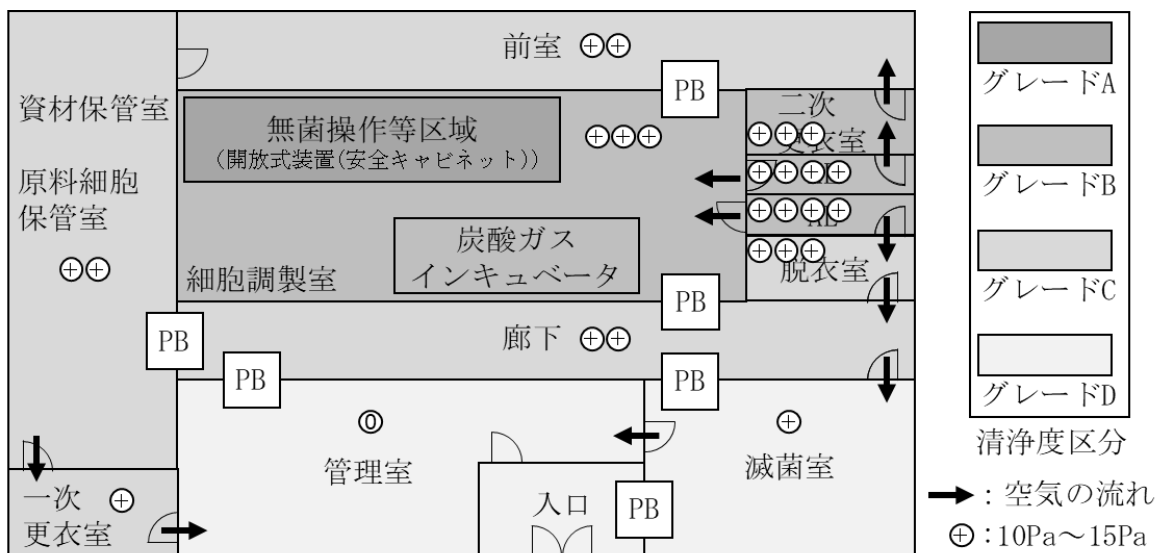 前室 ⊕⊕
PB
グレードA
資材保管室
無菌操作等区域
(開放式装置(安全キャビネット))
⊕⊕⊕
二次
更衣室
⊕⊕⊕
原料細胞
保管室
⊕⊕
⊕⊕⊕⊕
グレードB
⊕⊕⊕⊕
AL
炭酸ガス
インキュベータ
細胞調製室
⊕⊕⊕
脱衣室
グレードC
PB
PB
廊下 ⊕⊕
PB
PB
グレードD
⓪
管理室
⊕
滅菌室
清浄度区分
一次 ⊕
更衣室
入口
PB
➡：空気の流れ
⊕：10Pa～15Pa